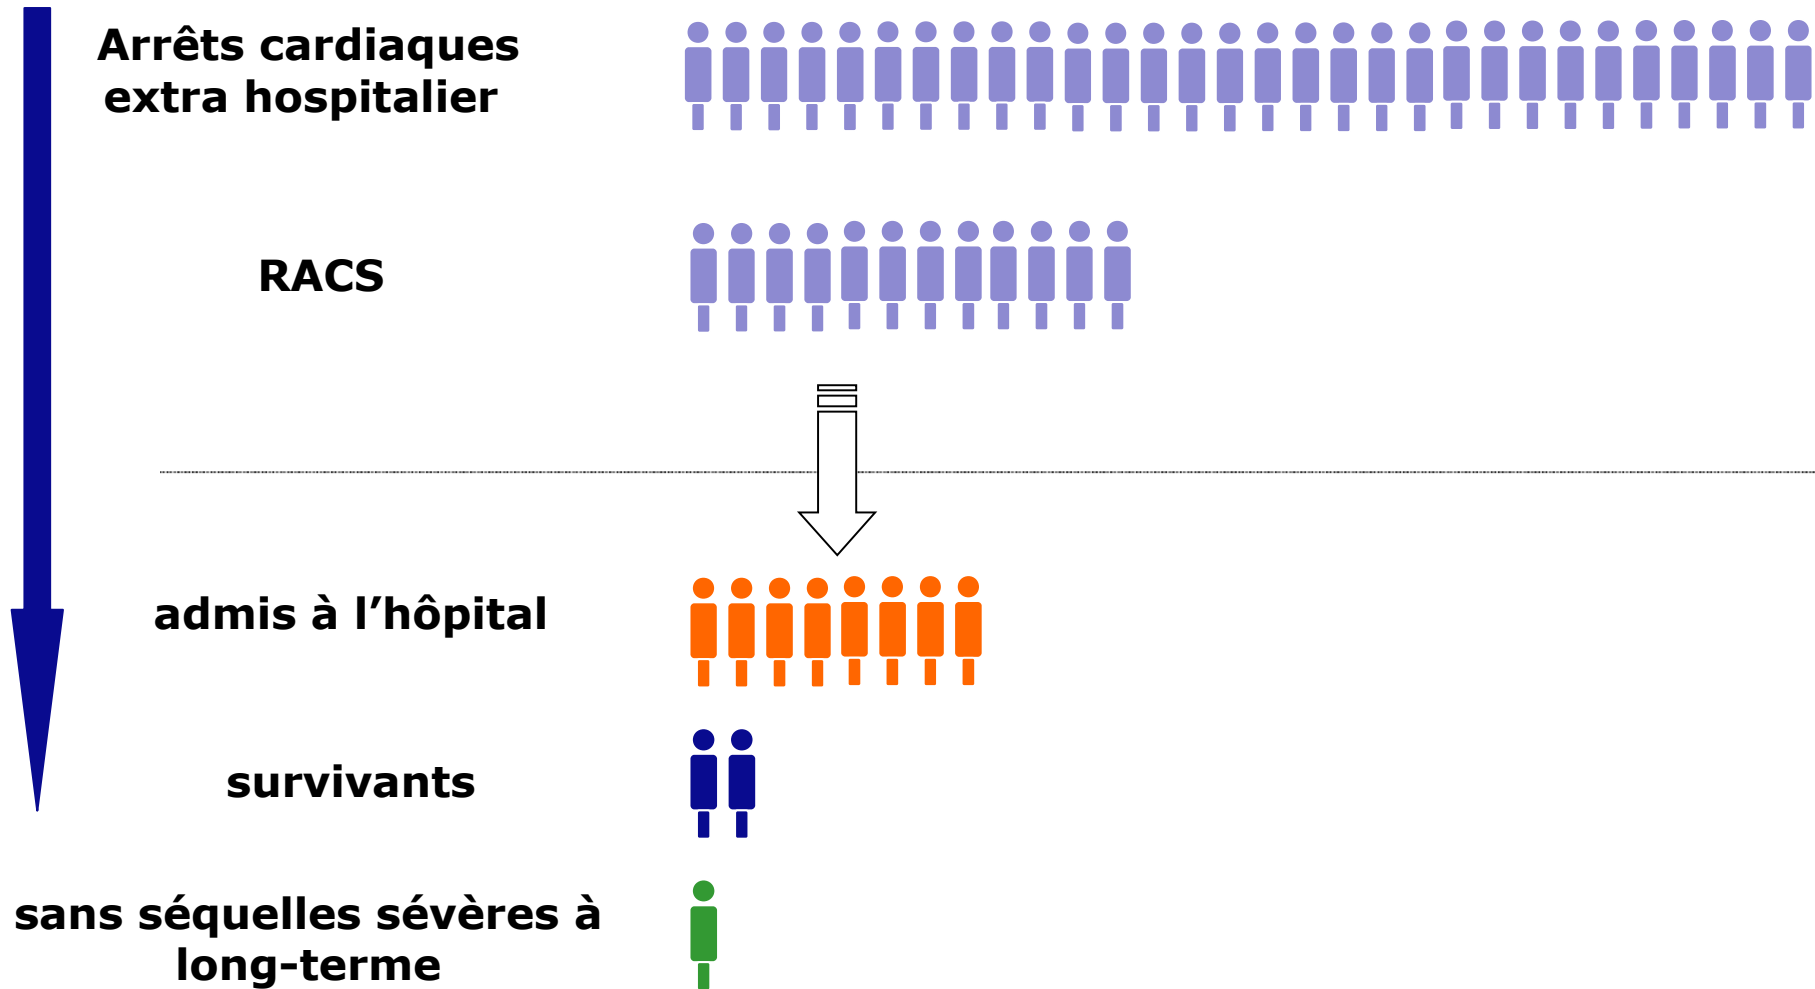 Arrêts cardiaques
extra hospitalier
RACS
admis à l’hôpital
survivants
sans séquelles sévères à
long-terme